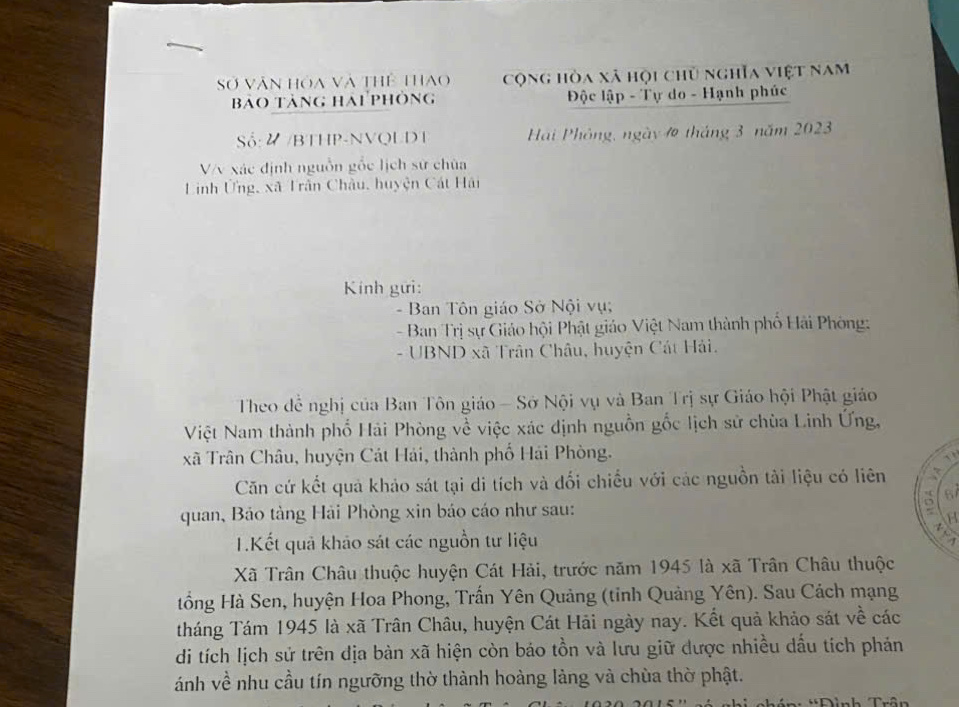 SỞ VĂN HÓA VÀ THỂ THAO
BẢO TÀNG HẢI PHÒNG
CỘNG HÒA XÃ HỘI CHỦ NGHĨA VIỆT NAM
Độc lập - Tự do - Hạnh phúc
Số: 21 /BTHP-NVQLDT
Hải Phòng, ngày 10 tháng 3 năm 2023
V/v xác định nguồn gốc lịch sử chùa
Linh Ứng, xã Trân Châu, huyện Cát Hải
Kính gửi:
- Ban Tôn giáo Sở Nội vụ;
- Ban Trị sự Giáo hội Phật giáo Việt Nam thành phố Hải Phòng;
- UBND xã Trân Châu, huyện Cát Hải.
Theo đề nghị của Ban Tôn giáo – Sở Nội vụ và Ban Trị sự Giáo hội Phật giáo
Việt Nam thành phố Hải Phòng về việc xác định nguồn gốc lịch sử chùa Linh Ứng,
xã Trân Châu, huyện Cát Hải, thành phố Hải Phòng.
Căn cứ kết quả khảo sát tại di tích và đối chiếu với các nguồn tài liệu có liên
quan, Bảo tàng Hải Phòng xin báo cáo như sau:
1.Kết quả khảo sát các nguồn tư liệu
Xã Trân Châu thuộc huyện Cát Hải, trước năm 1945 là xã Trân Châu thuộc
tổng Hà Sen, huyện Hoa Phong, Trấn Yên Quảng (tỉnh Quảng Yên). Sau Cách mạng
tháng Tám 1945 là xã Trân Châu, huyện Cát Hải ngày nay. Kết quả khảo sát về các
di tích lịch sử trên địa bàn xã hiện còn bảo tồn và lưu giữ được nhiều dấu tích phản
ánh về nhu cầu tín ngưỡng thờ thành hoàng làng và chùa thờ phật.
1930-2015” có ghi chép: “Đình Trân